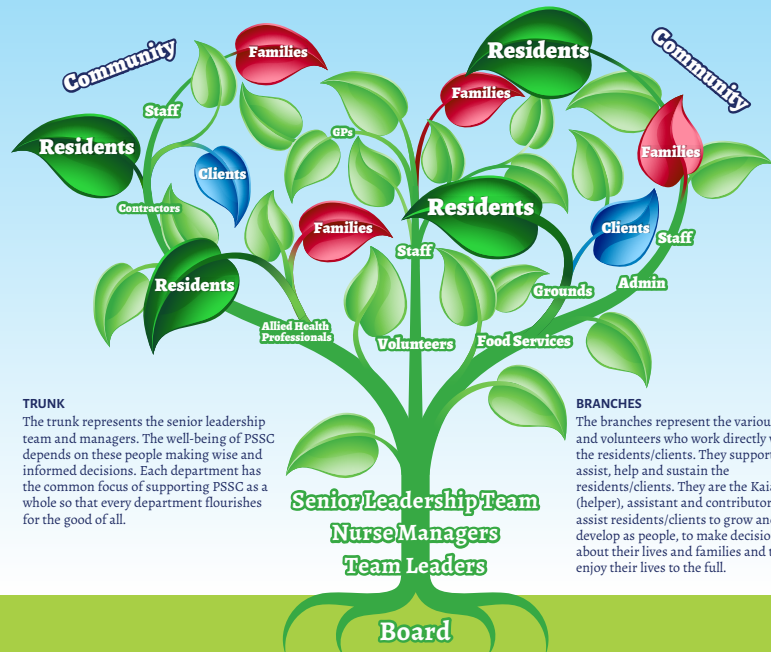 Community
Community
Families
Residents
Families
Staff
GPs
Residents
Families
Clients
Contractors
Residents
Families
Clients
Staff
Staff
Residents
Grounds
Admin
Allied Health
Professionals
Volunteers
Food Services
TRUNK
The trunk represents the senior leadership
team and managers. The well-being of PSSC
depends on these people making wise and
informed decisions. Each department has
the common focus of supporting PSSC as a
whole so that every department flourishes
for the good of all.
BRANCHES
The branches represent the variou
and volunteers who work directly
the residents/clients. They support
assist, help and sustain the
residents/clients. They are the Kaia
(helper), assistant and contributor
assist residents/clients to grow and
develop as people, to make decisio
about their lives and families and t
enjoy their lives to the full.
Senior Leadership Team
Nurse Managers
Team Leaders
Board